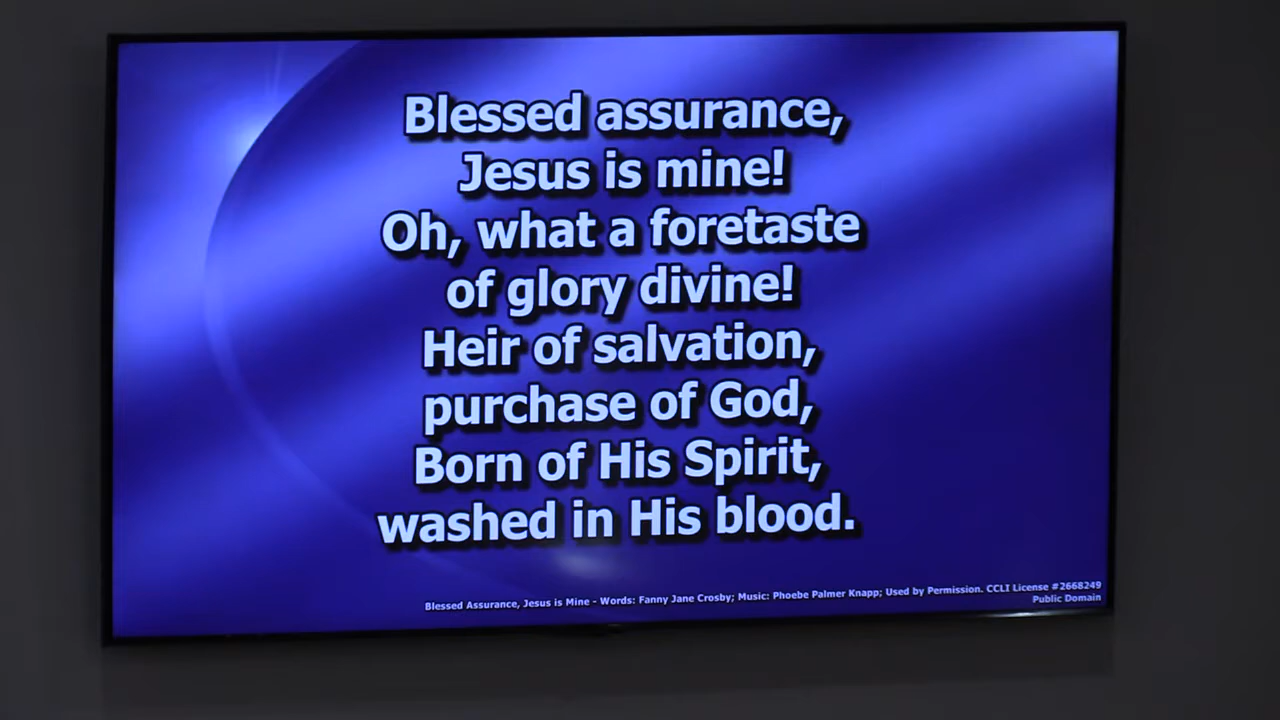 Blessed assurance,
Jesus is mine!
Oh, what a foretaste
of glory divine!
Heir of salvation,
purchase of God,
Born of His Spirit,
washed in His blood.
Blessed Assurance, Jesus is Mine - Words: Fanny Jane Crosby; Music: Phoebe Palmer Knapp; Used by Permission. CCLI License #2668249
Public Domain